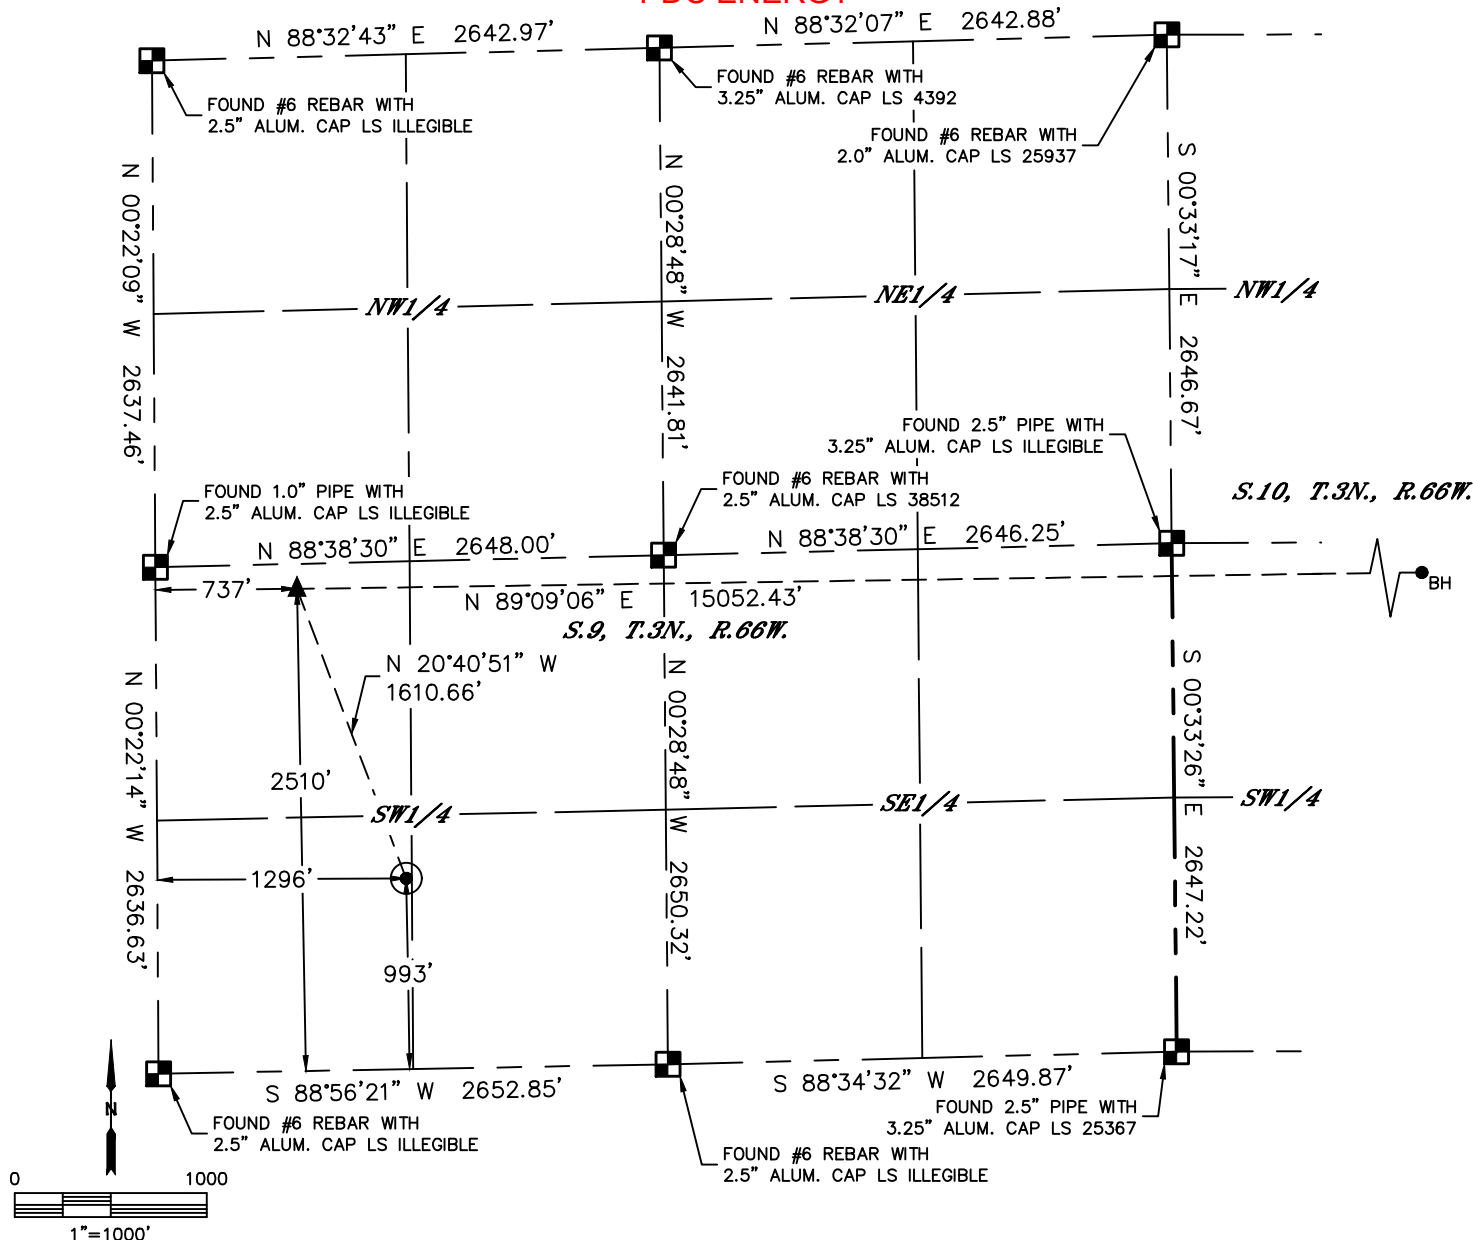 PDC ENERGY
N 88°32'43" E 2642.97'
N 88°32'07" E 2642.88'
FOUND #6 REBAR WITH
2.5" ALUM. CAP LS ILLEGIBLE
FOUND #6 REBAR WITH
3.25" ALUM. CAP LS 4392
FOUND #6 REBAR WITH
2.0" ALUM. CAP LS 25937
N 00°22'09" W 2637.46'
N 00°28'48" W 2641.81'
S 00°33'17" E 2646.67'
NW1/4
NE1/4
NW1/4
FOUND 2.5" PIPE WITH
3.25" ALUM. CAP LS ILLEGIBLE
FOUND 1.0" PIPE WITH
2.5" ALUM. CAP LS ILLEGIBLE
FOUND #6 REBAR WITH
2.5" ALUM. CAP LS 38512
S.10, T.3N., R.66W.
N 88°38'30" E 2648.00'
N 88°38'30" E 2646.25'
737'
N 89°09'06" E 15052.43'
BH
S.9, T.3N., R.66W.
N 20°40'51" W
1610.66'
N 00°22'14" W 2636.63'
N 00°28'48" W 2650.32'
S 00°33'26" E 2647.22'
2510'
SW1/4
SE1/4
SW1/4
1296'
993'
S 88°56'21" W 2652.85'
S 88°34'32" W 2649.87'
FOUND #6 REBAR WITH
2.5" ALUM. CAP LS ILLEGIBLE
FOUND 2.5" PIPE WITH
3.25" ALUM. CAP LS 25367
FOUND #6 REBAR WITH
2.5" ALUM. CAP LS ILLEGIBLE
N
0 1000
1"=1000'